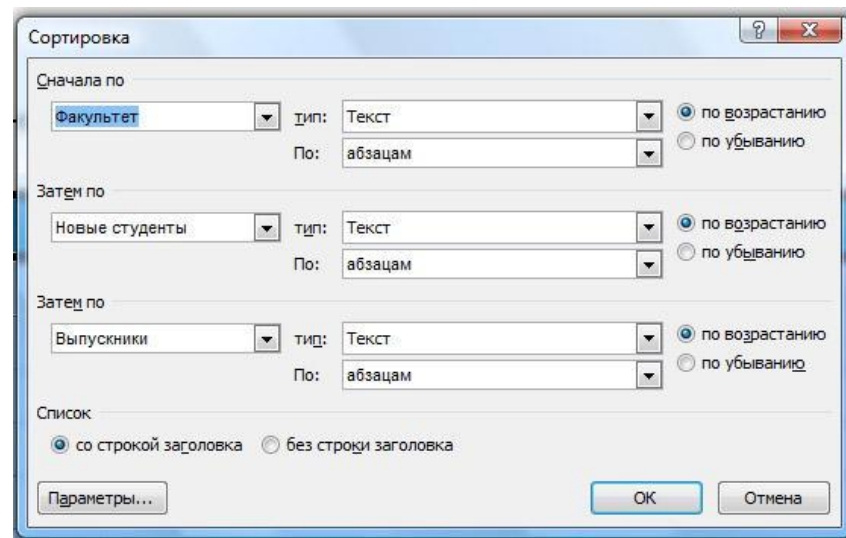 Сортировка
Сначала по
Факультет тип: Текст по возрастанию
По: абзацам по убыванию
Затем по
Новые студенты тип: Текст по возрастанию
По: абзацам по убыванию
Затем по
Выпускники тип: Текст по возрастанию
По: абзацам по убыванию
Список
со строкой заголовка без строки заголовка
Параметры... ОК Отмена